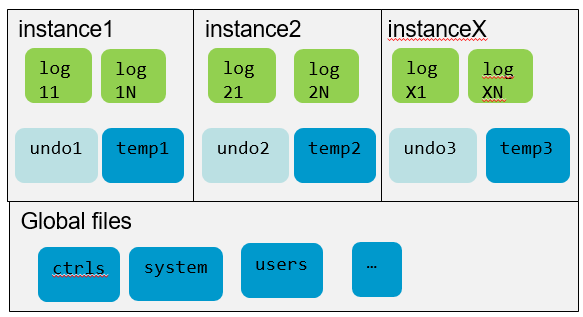 instance1 instance2 instanceX
log 11 log 1N log 21 log 2N log X1 log XN
undo1 temp1 undo2 temp2 undo3 temp3
Global files
ctrls system users …